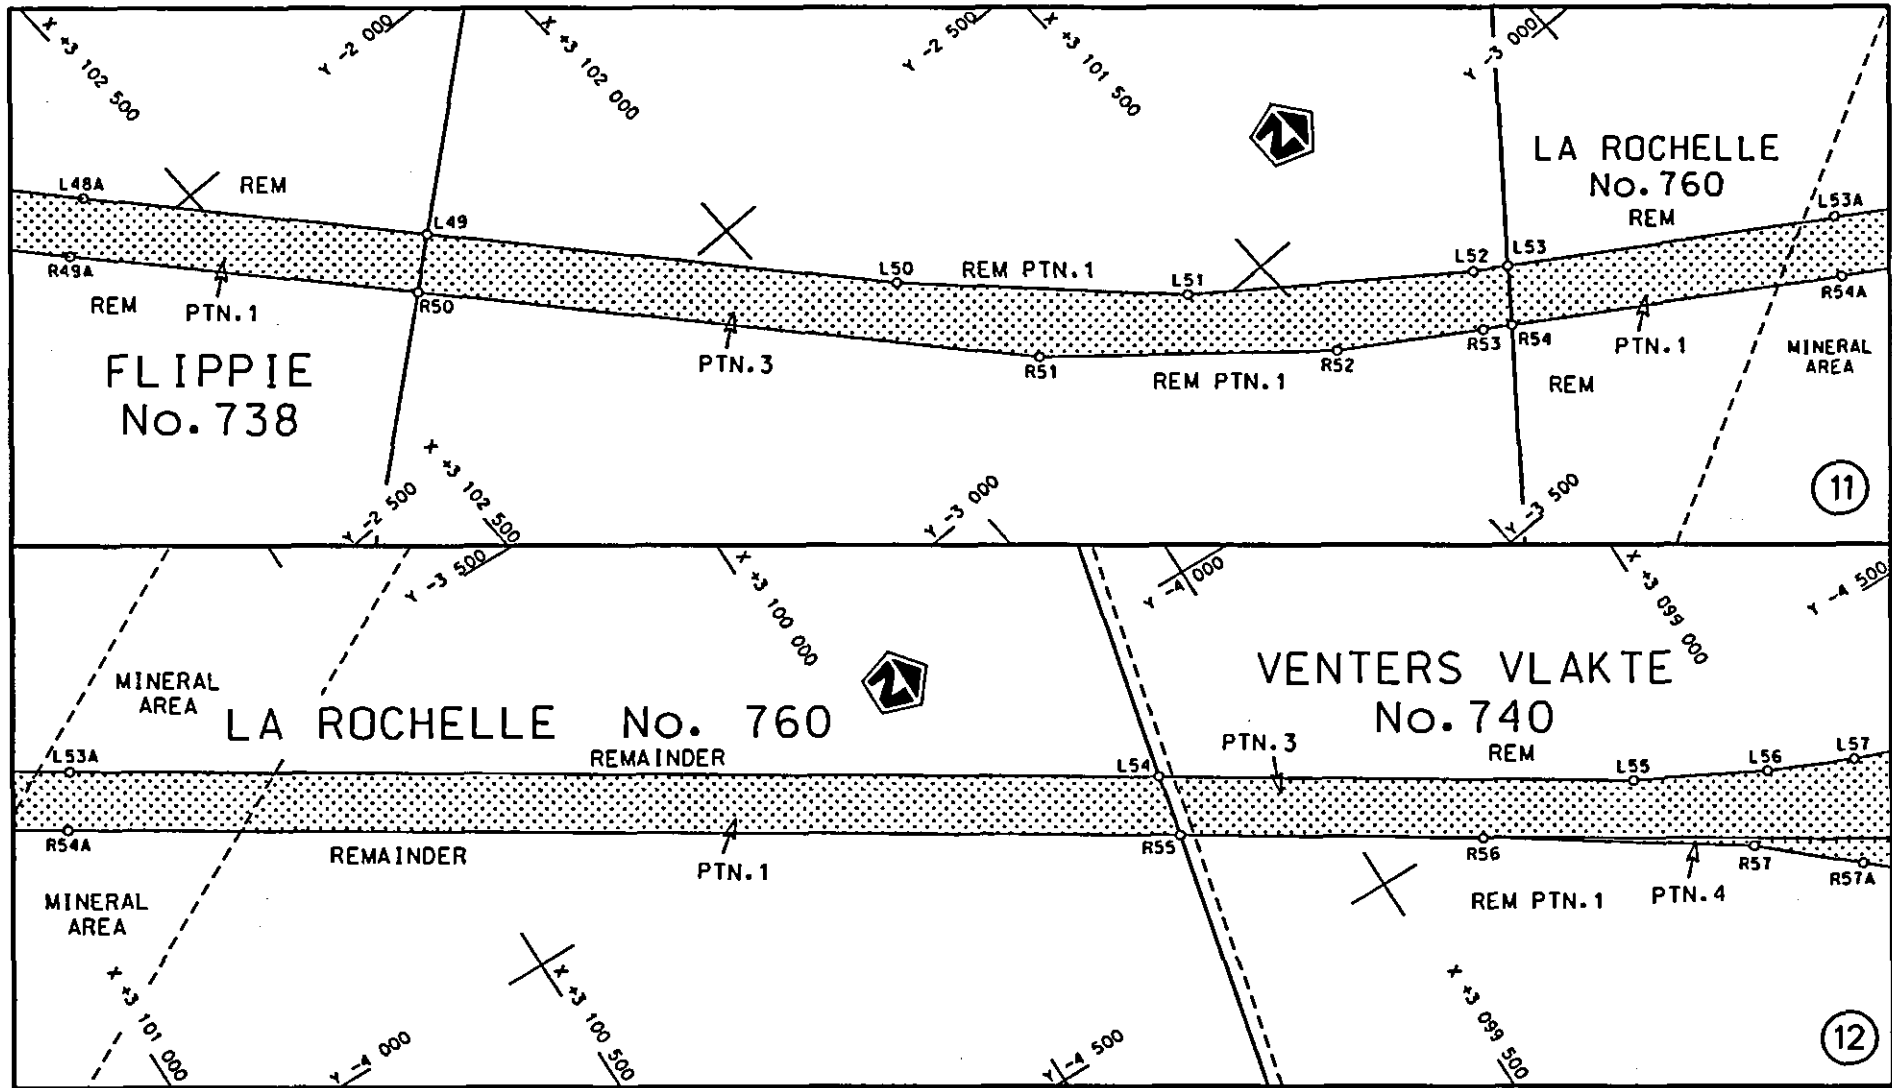 X +3 102 500
Y -2 000
X +3 102 000
Y -2 500
X +3 101 500
Y -3 000
LA ROCHELLE
No. 760
REM
L48A
REM
L49
L50
REM PTN.1
L51
L52
L53
L53A
R49A
REM
PTN.1
R50
PTN.3
R51
REM PTN.1
R52
R53
R54
PTN.1
R54A
REM
MINERAL
AREA
FLIPPIE
No. 738
X +3 102 500
Y -2 500
Y -3 000
Y -3 500
11
Y -3 500
X +3 100 000
Y -4 000
X +3 099 000
Y -4 500
MINERAL
AREA
LA ROCHELLE No. 760
REMAINDER
VENTERS VLAKTE
No. 740
REM
PTN.3
L53A
L54
L55
L56
L57
R54A
REMAINDER
PTN.1
R55
R56
R57
R57A
REM PTN.1
PTN.4
MINERAL
AREA
X +3 101 000
Y -4 000
X +3 100 500
Y -4 500
X +3 099 500
12